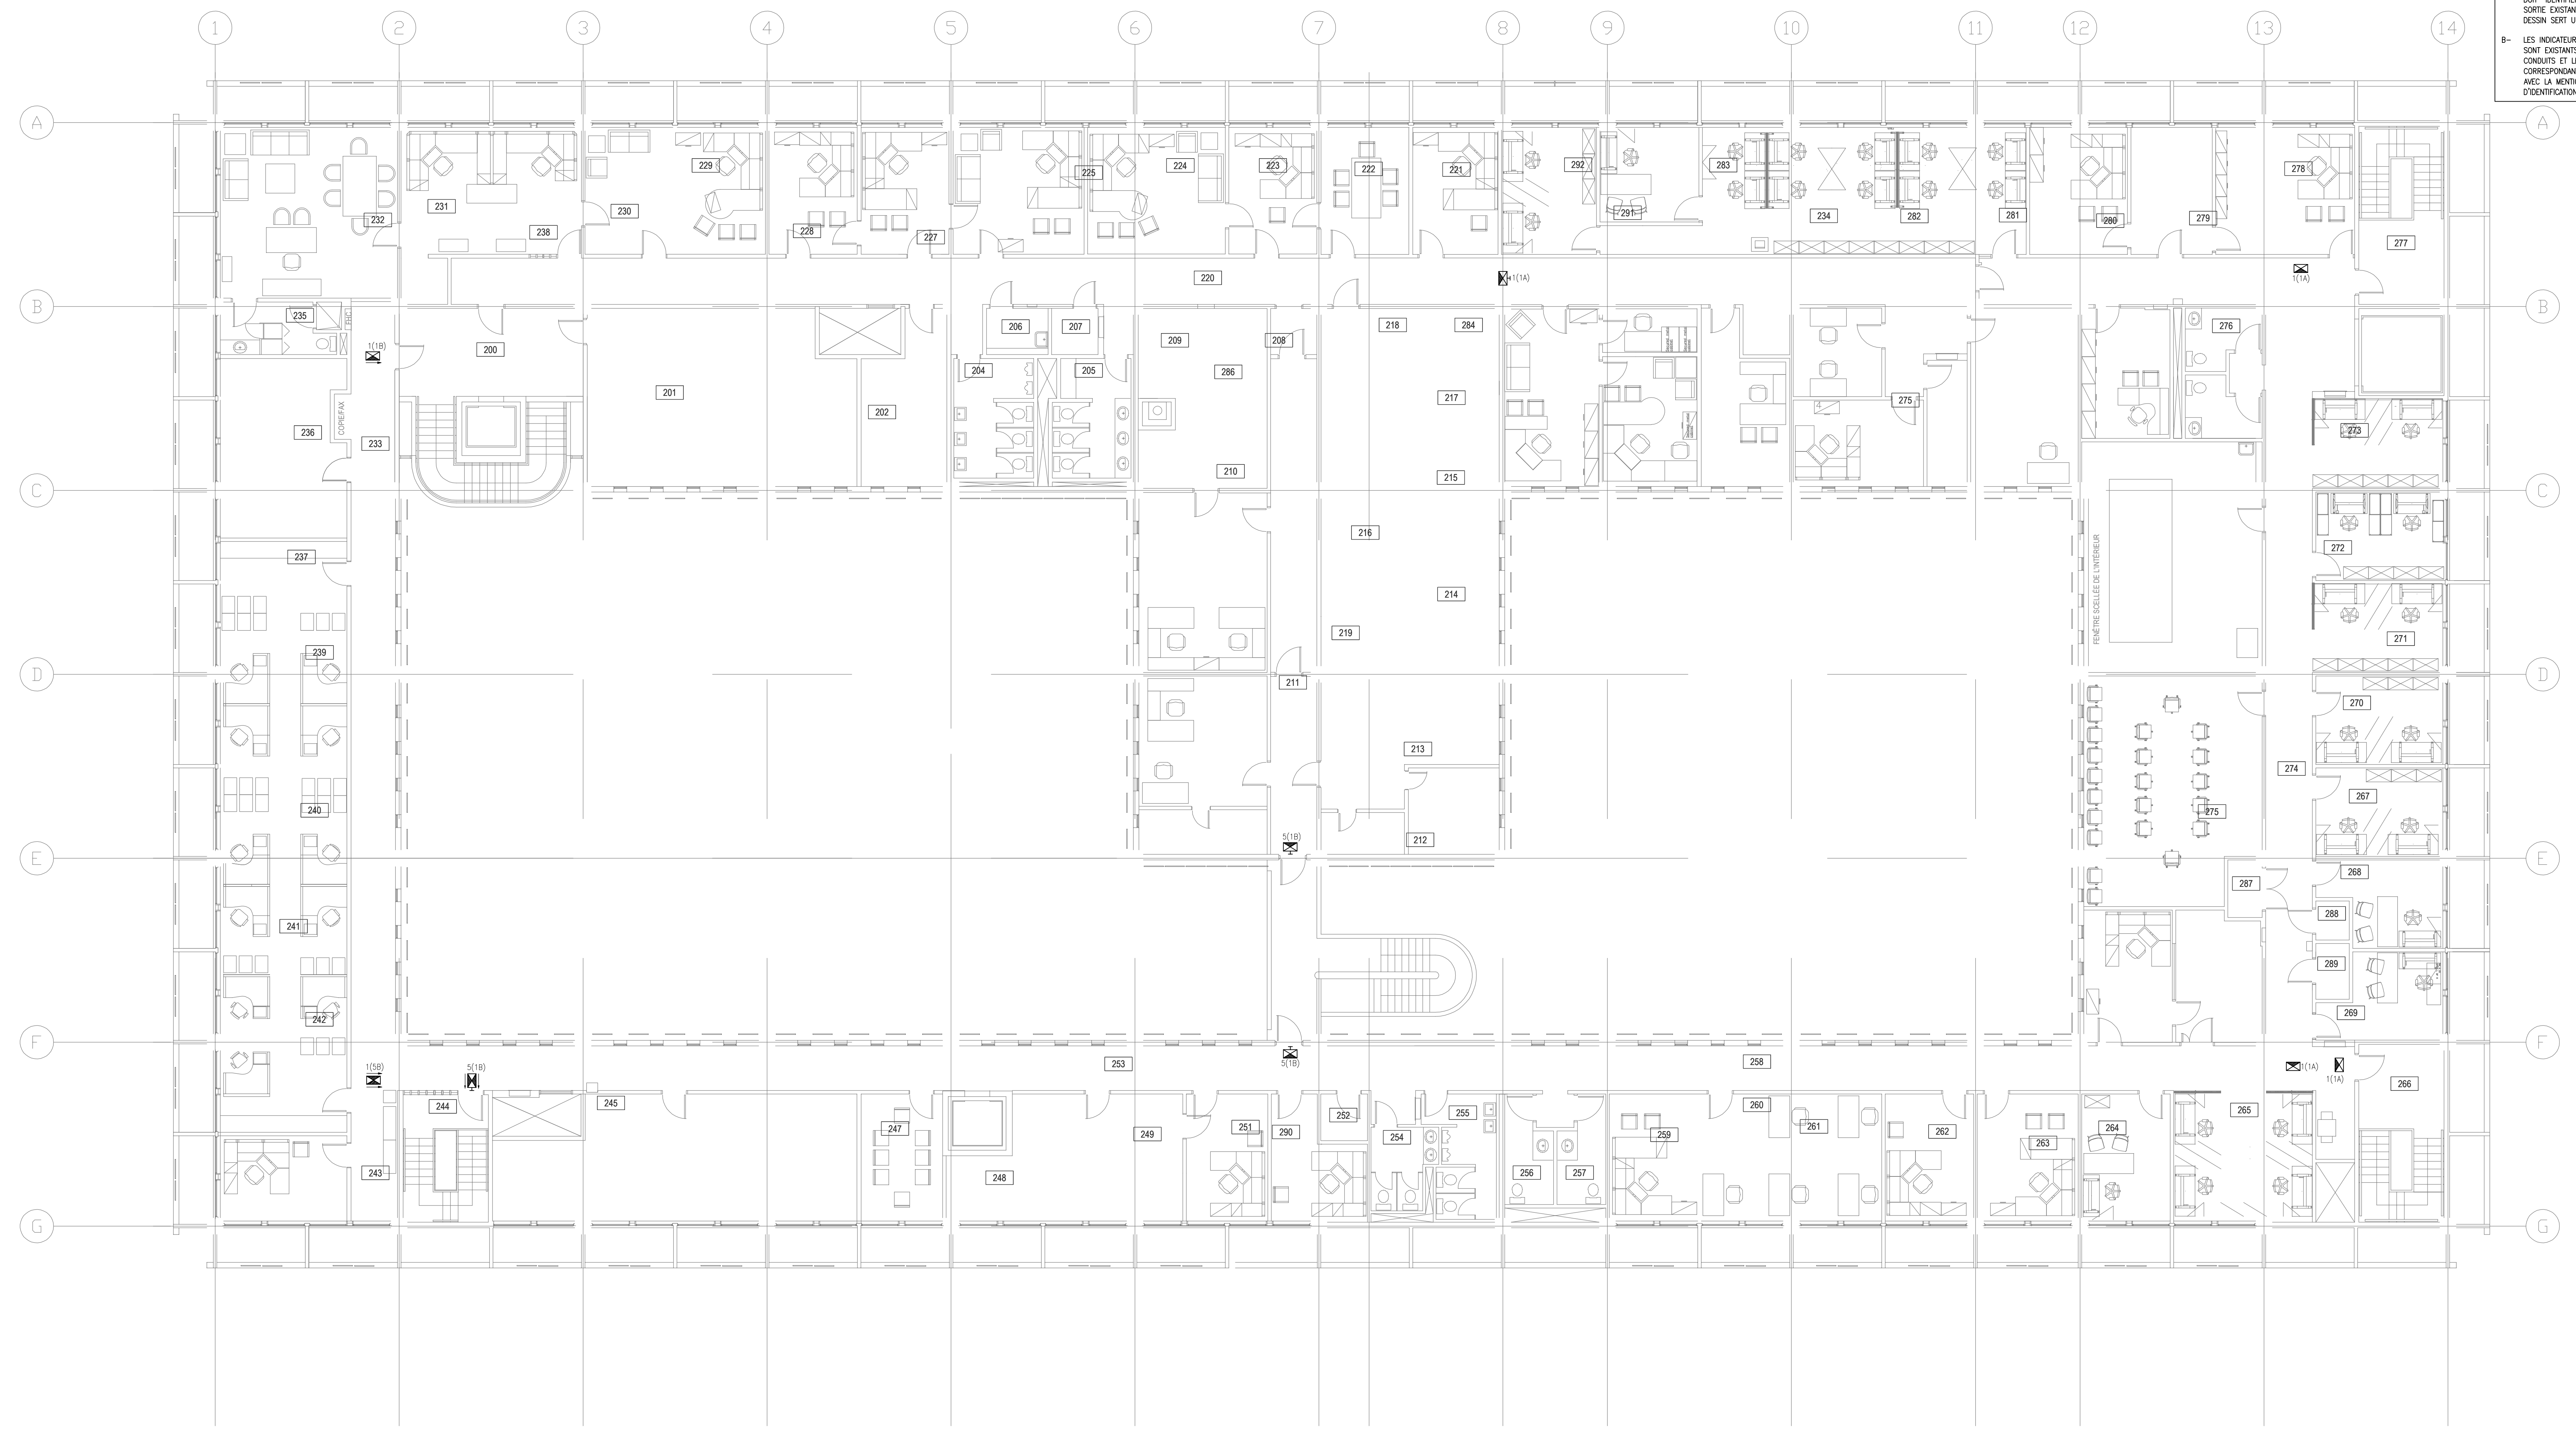 1 2 3 4 5 6 7 8 9 10 11 12 13 14
SORTIE EXISTAN
DESSIN SERT U
B- LES INDICATEUR
SONT EXISTANTS
CONDUITS ET L
CORRESPONDAN
AVEC LA MENTI
D'IDENTIFICATION
A A
232 231 238 230 229 228 227 225 224 223 222 221 292 291 283 234 282 281 280 279 278 277
220
1(1A)
1(1A)
B B
235
EHC
1(1B)
200
206 207 209 208 218 284 276
201 204 205 286 217 275
4
202
236
COPIE/FAX
233
273
210 215
C C
237
216
272
FENÊTRE SCELLÉE DE L'INTÉRIEUR
214
219
271
239
D D
211
270
213
274
240
267
275
5(1B)
212
E E
268
287
288
241
289
242
269
F F
253
5(1B)
258
1(5B)
5(1B)
1(1A)
1(1A)
266
244 245 247 249 251 290 252 254 255 259 260 261 262 263 264 265
243
248
256 257
G G